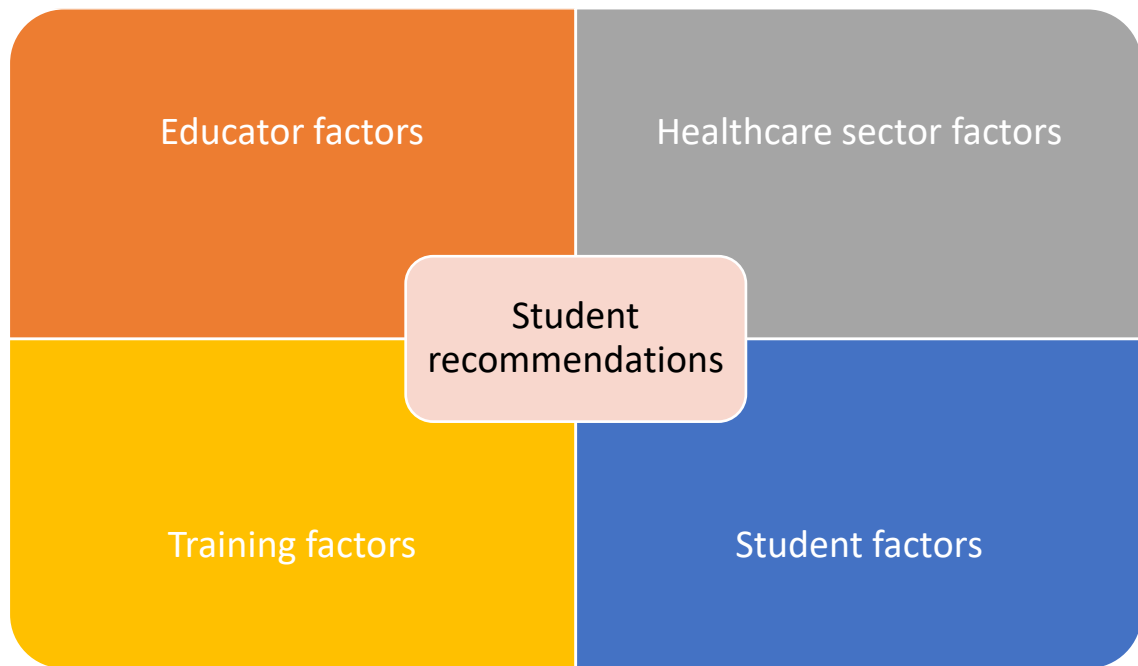 Educator factors
Healthcare sector factors
Student
recommendations
Training factors
Student factors